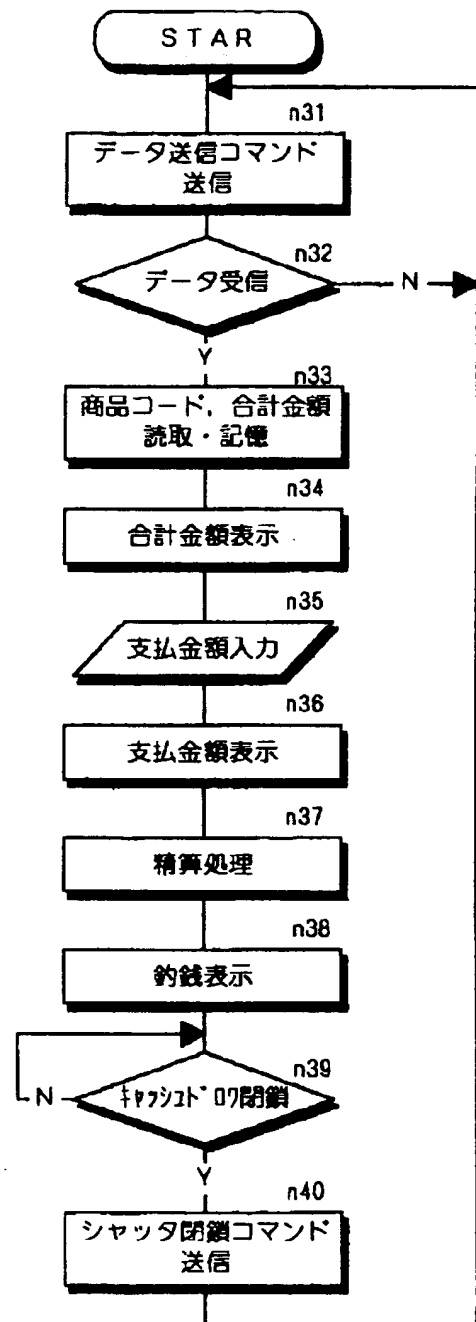 STAR
n31
データ送信コマンド
送信
n32
データ受信
N
Y
n33
商品コード，合計金額
読取・記憶
n34
合計金額表示
n35
支払金額入力
n36
支払金額表示
n37
精算処理
n38
釣銭表示
n39
ｷｬｯｼｭﾄﾞﾛﾜ閉鎖
N
Y
n40
シャッタ閉鎖コマンド
送信